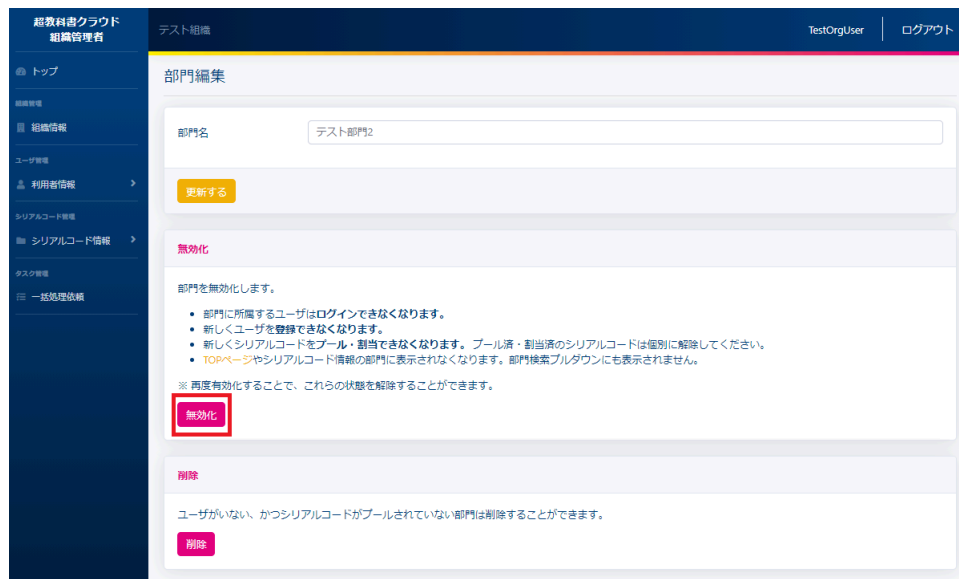 超教科書クラウド
組織管理者
テスト組織
TestOrgUser
ログアウト
トップ
組織管理
組織情報
ユーザ管理
利用者情報
シリアルコード管理
シリアルコード情報
タスク管理
一括処理依頼
部門編集
部門名
テスト部門2
更新する
無効化
部門を無効化します。
部門に所属するユーザはログインできなくなります。
新しくユーザを登録できなくなります。
新しくシリアルコードをプール・割当できなくなります。 プール済・割当済のシリアルコードは個別に解除してください。
TOPページやシリアルコード情報の部門に表示されなくなります。部門検索プルダウンにも表示されません。
※ 再度有効化することで、これらの状態を解除することができます。
無効化
削除
ユーザがいない、かつシリアルコードがプールされていない部門は削除することができます。
削除